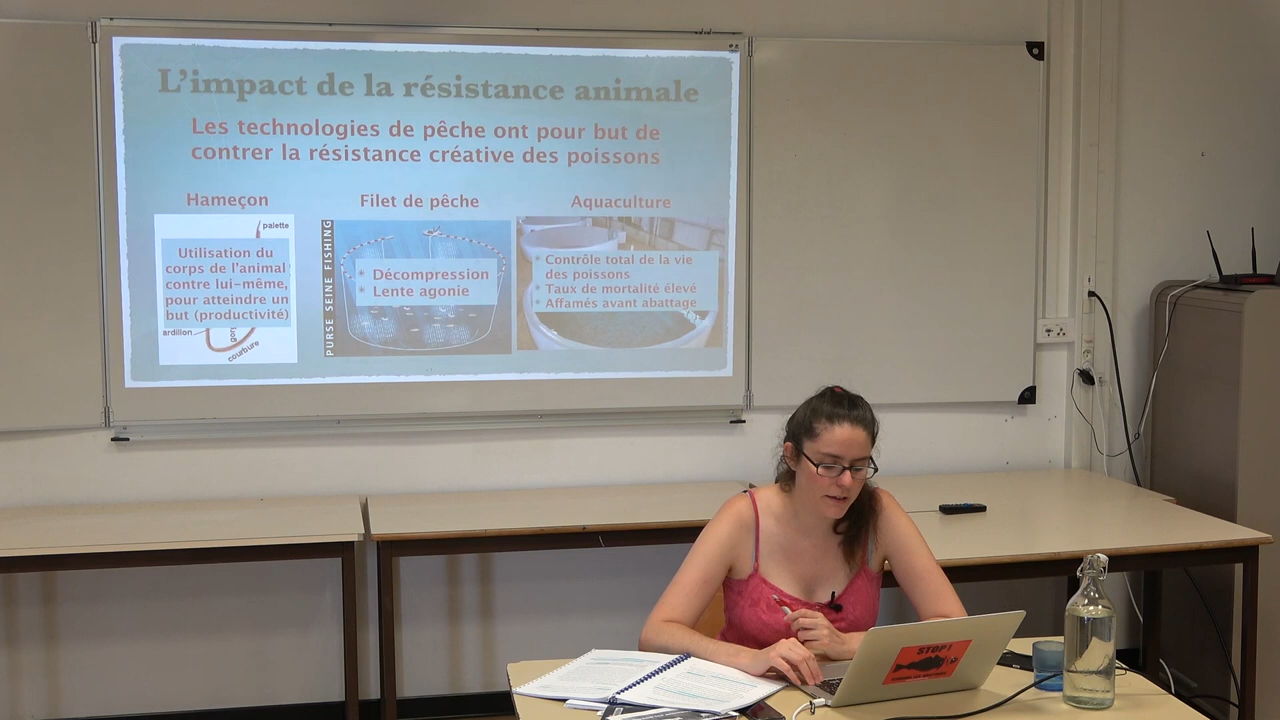 L'impact de la résistance animale
Les technologies de pêche ont pour but de
contrer la résistance créative des poissons
Hameçon
palette
Utilisation du
corps de l'animal
contre lui-même,
pour atteindre un
but (productivité)
ardillon
courbure
Filet de pêche
PURSE SEINE FISHING
Décompression
Lente agonie
Aquaculture
Contrôle total de la vie
des poissons
Taux de mortalité élevé
Affamés avant abattage
STOP!